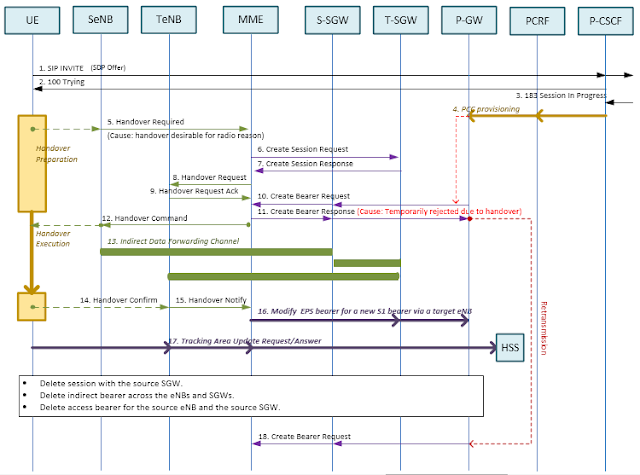 UE SeNB TeNB MME S-SGW T-SGW P-GW PCRF P-CSCF
1. SIP INVITE (SDP Offer)
2. 100 Trying
3. 183 Session In Progress
4. PCC provisioning
5. Handover Required
(Cause: handover desirable for radio reason)
Handover
Preparation
6. Create Session Request
7. Create Session Response
8. Handover Request
9. Handover Request Ack
10. Create Bearer Request
11. Create Bearer Response (Cause: Temporarily rejected due to handover)
12. Handover Command
Handover
Execution
13. Indirect Data Forwarding Channel
14. Handover Confirm
15. Handover Notify
16. Modify EPS bearer for a new S1 bearer via a target eNB
Retransmission
17. Tracking Area Update Request/Answer
HSS
• Delete session with the source SGW.
• Delete indirect bearer across the eNBs and SGWs.
• Delete access bearer for the source eNB and the source SGW.
18. Create Bearer Request